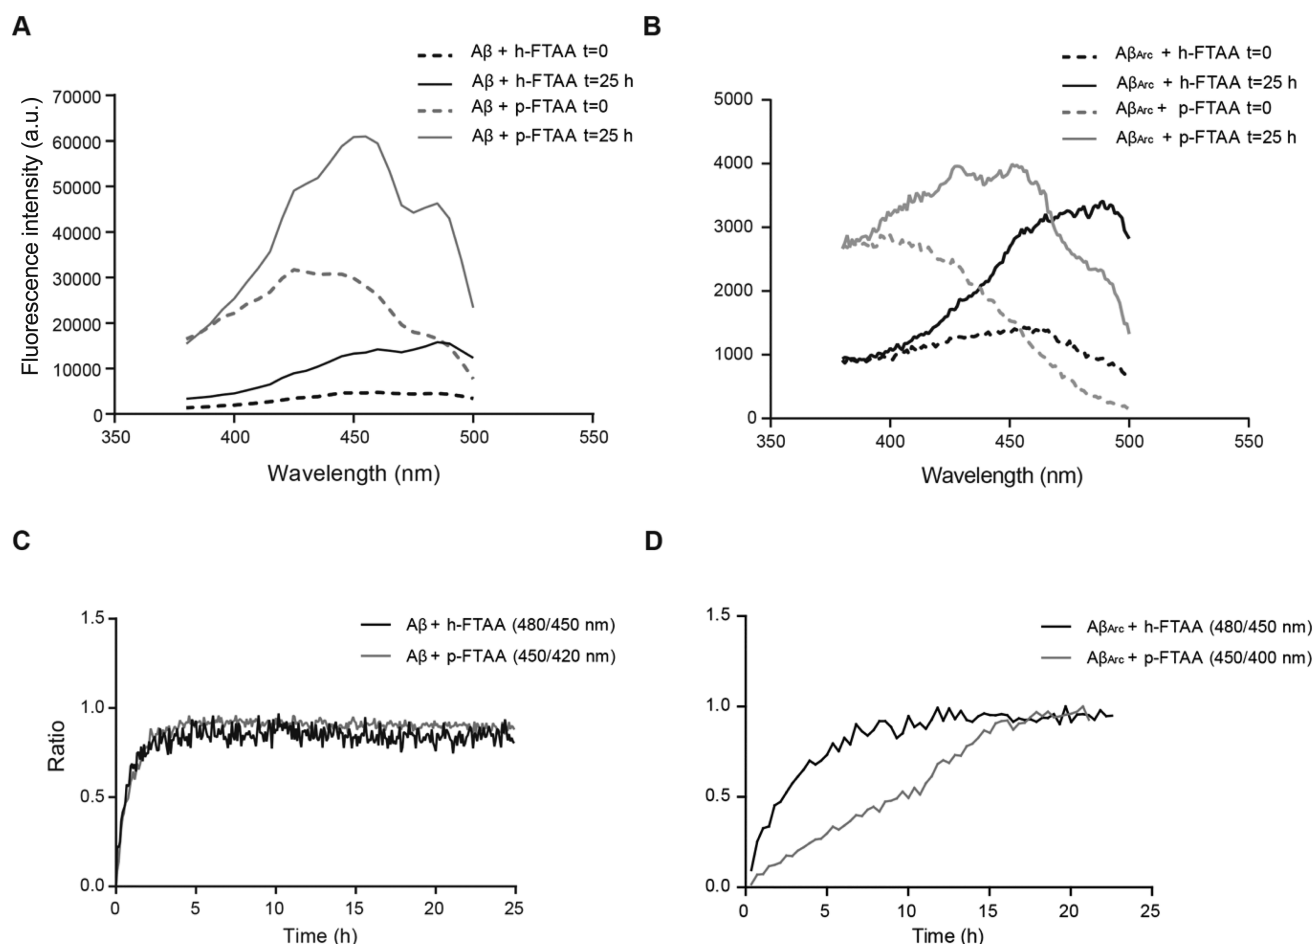 A
Aβ + h-FTAA t=0
Aβ + h-FTAA t=25 h
Aβ + p-FTAA t=0
Aβ + p-FTAA t=25 h
Fluorescence intensity (a.u.)
70000
60000
50000
40000
30000
20000
10000
0
350
400
450
500
550
Wavelength (nm)
B
AβArc + h-FTAA t=0
AβArc + h-FTAA t=25 h
AβArc + p-FTAA t=0
AβArc + p-FTAA t=25 h
5000
4000
3000
2000
1000
0
350
400
450
500
550
Wavelength (nm)
C
Aβ + h-FTAA (480/450 nm)
Aβ + p-FTAA (450/420 nm)
Ratio
1.5
1.0
0.5
0.0
0
5
10
15
20
25
Time (h)
D
AβArc + h-FTAA (480/450 nm)
AβArc + p-FTAA (450/400 nm)
1.5
1.0
0.5
0.0
0
5
10
15
20
25
Time (h)